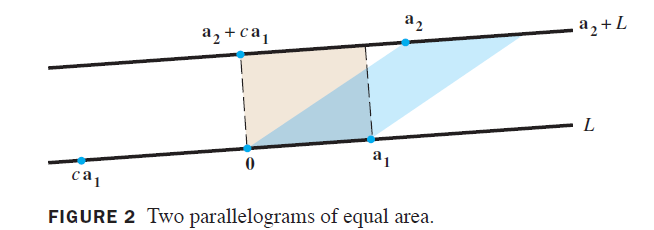 a₂ + ca₁
a₂
a₂ + L
L
ca₁
0
a₁
FIGURE 2 Two parallelograms of equal area.